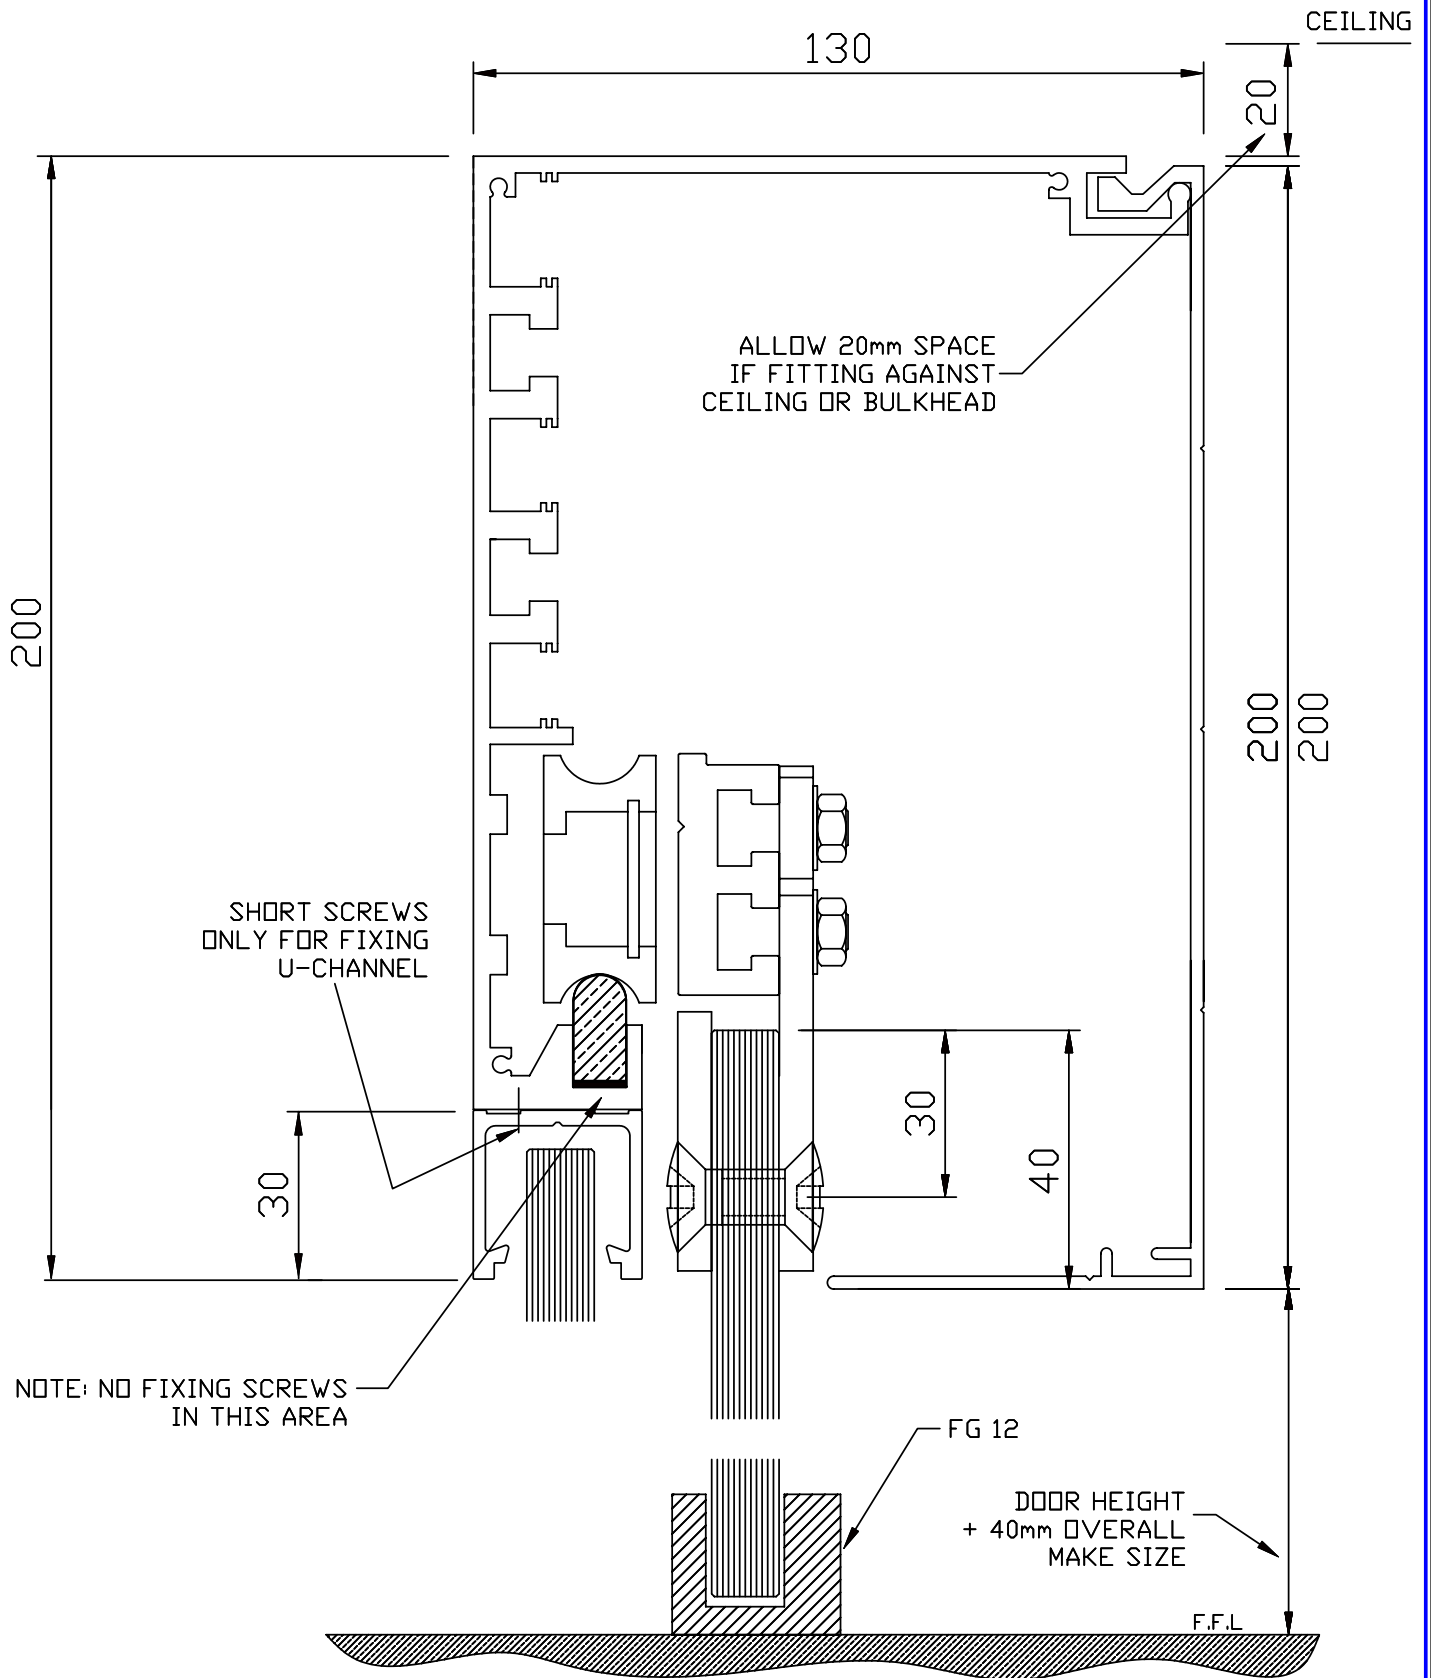 CEILING
130
20
ALLOW 20mm SPACE
IF FITTING AGAINST
CEILING OR BULKHEAD
200
200
200
SHORT SCREWS
ONLY FOR FIXING
U-CHANNEL
30
30
40
NOTE: NO FIXING SCREWS
IN THIS AREA
FG 12
DOOR HEIGHT
+ 40mm OVERALL
MAKE SIZE
F.F.L